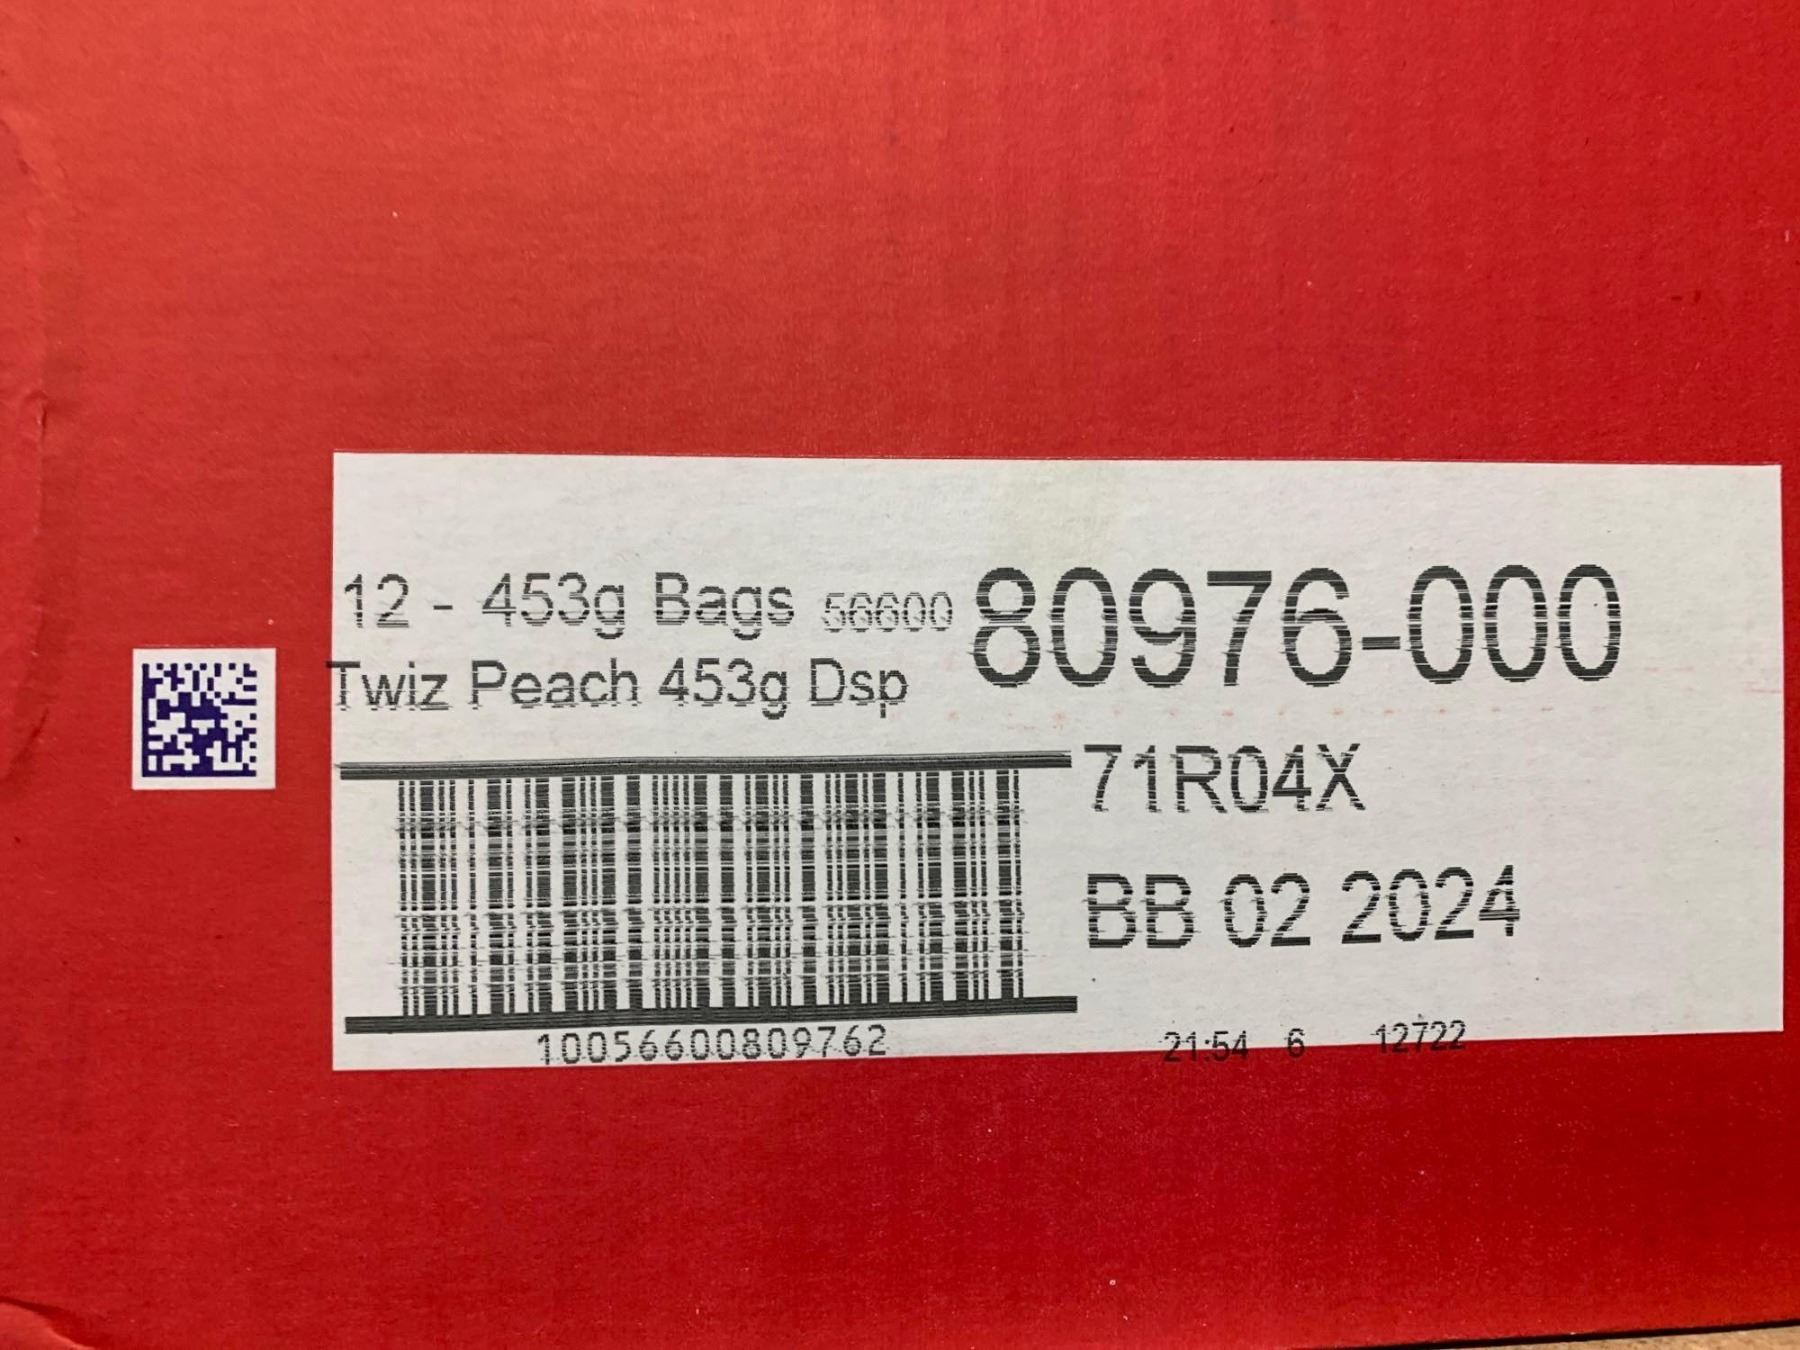 12 - 453g Bags 56600 80976-000
Twiz Peach 453g Dsp
71R04X
BB 02 2024
10056600809762
21:54 6 12722